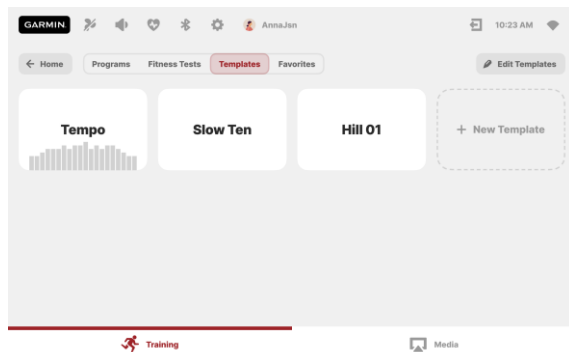 GARMIN. AnnaJsn 10:23 AM
Home Programs Fitness Tests Templates Favorites Edit Templates
Tempo Slow Ten Hill 01 + New Template
Training Media